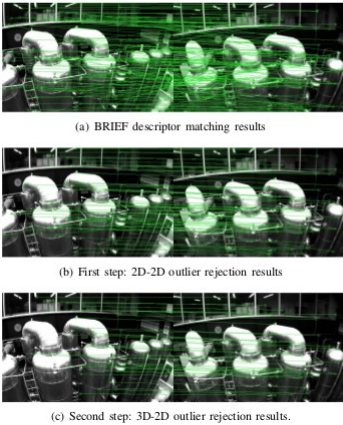 (a) BRIEF descriptor matching results
(b) First step: 2D-2D outlier rejection results
(c) Second step: 3D-2D outlier rejection results.